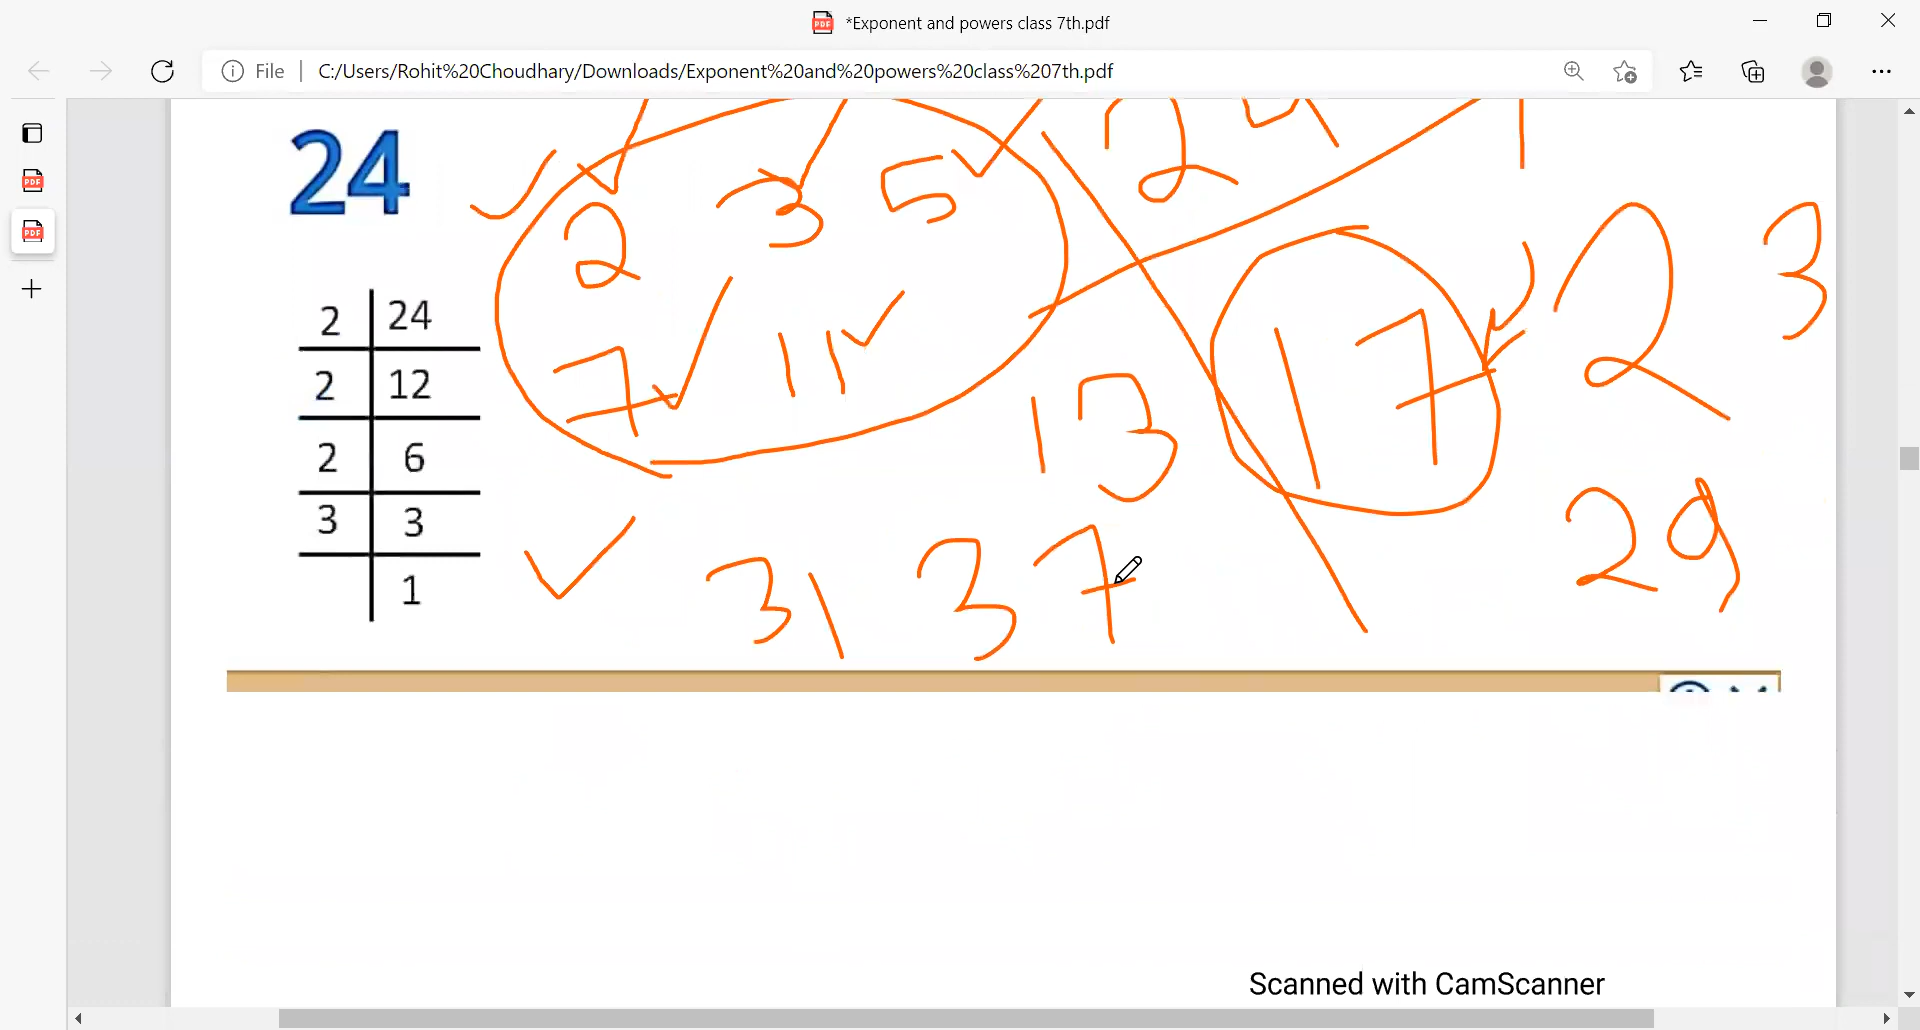 *Exponent and powers class 7th.pdf
File | C:/Users/Rohit%20Choudhary/Downloads/Exponent%20and%20powers%20class%207th.pdf
24
2 3 5
7 11
13 17 23
29
31 37
2 24
2 12
2 6
3 3
1
Scanned with CamScanner